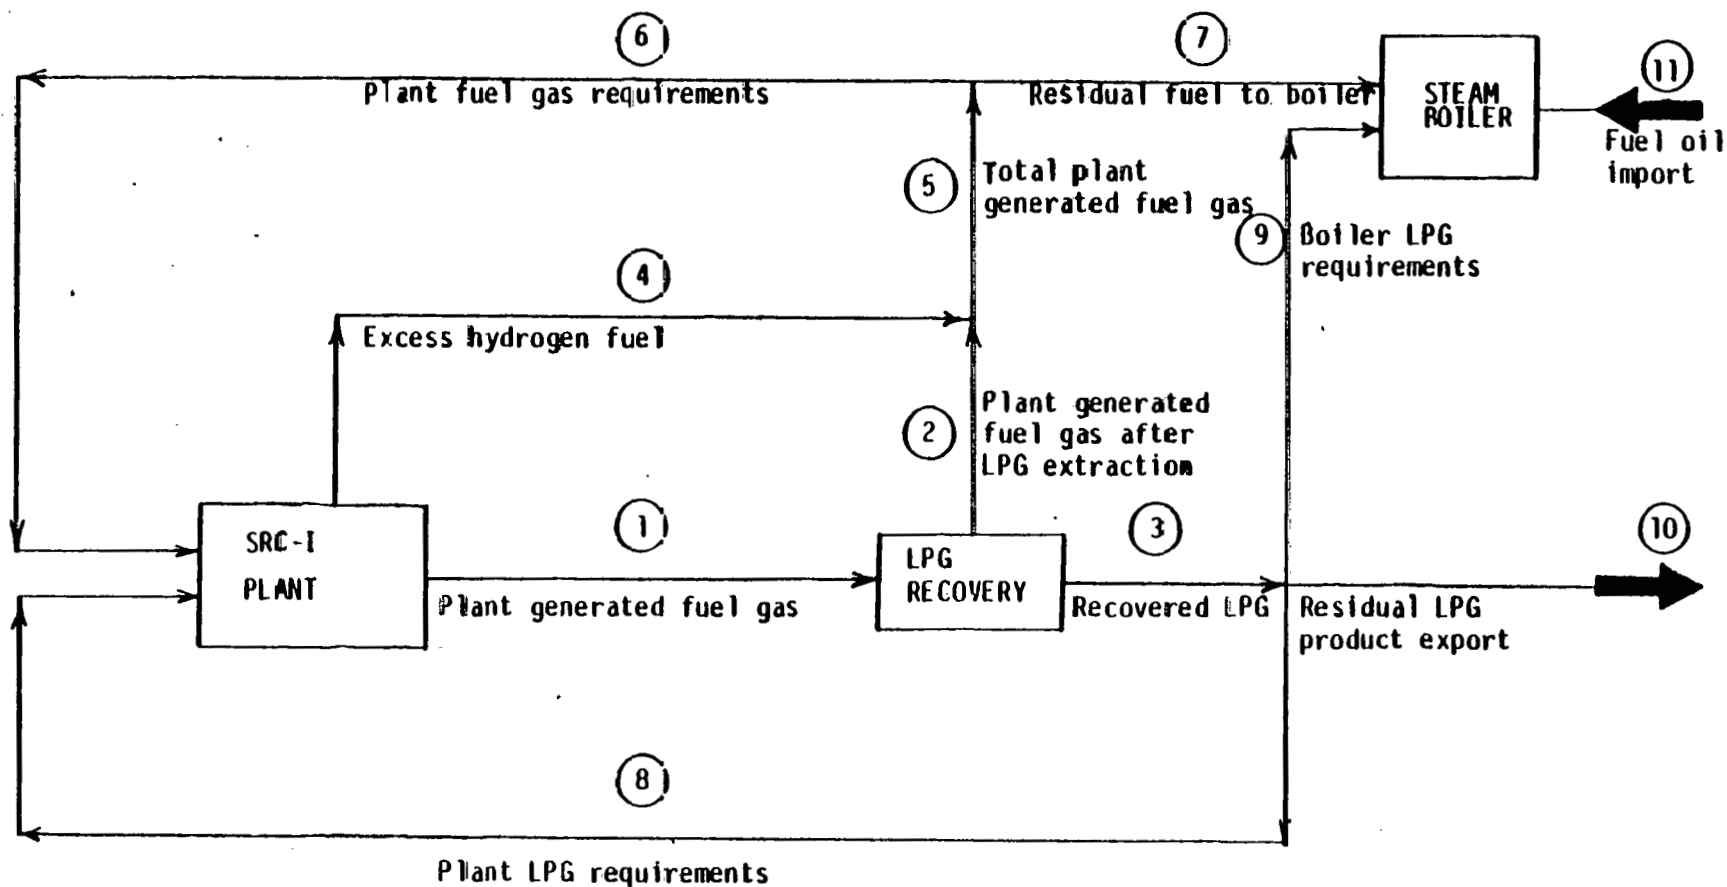 6
7
11
Plant fuel gas requirements
Residual fuel to boiler
STEAM
BOILER
Fuel oil
import
5
Total plant
generated fuel gas
9
Boiler LPG
requirements
4
Excess hydrogen fuel
2
Plant generated
fuel gas after
LPG extraction
SRC-I
PLANT
1
Plant generated fuel gas
LPG
RECOVERY
3
Recovered LPG
10
Residual LPG
product export
8
Plant LPG requirements